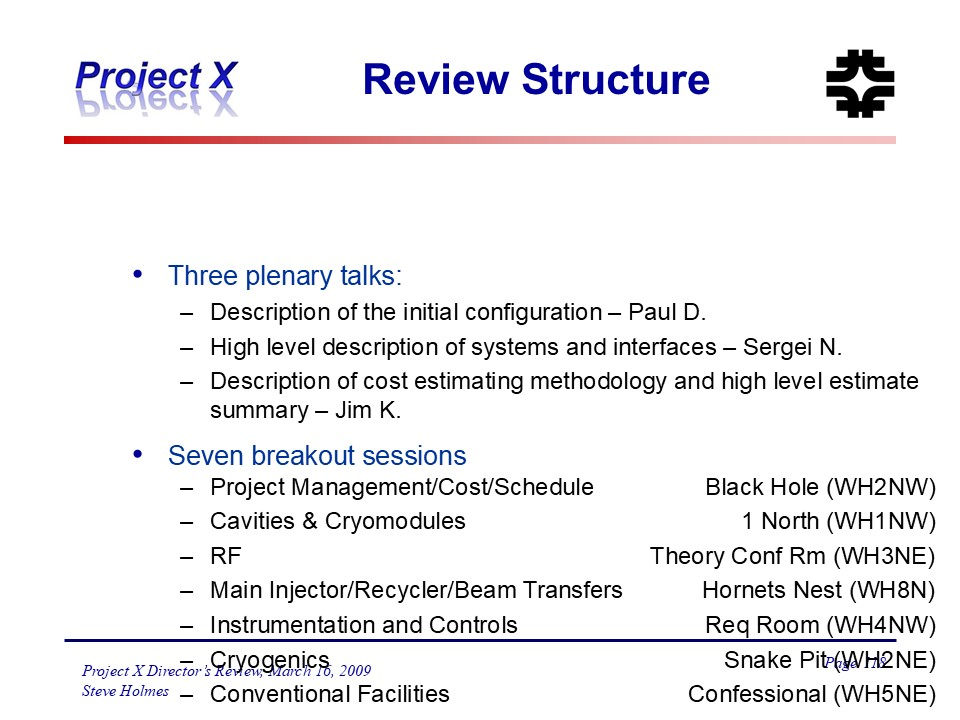 Project X
Review Structure
• Three plenary talks:
– Description of the initial configuration – Paul D.
– High level description of systems and interfaces – Sergei N.
– Description of cost estimating methodology and high level estimate
summary – Jim K.
• Seven breakout sessions
– Project Management/Cost/Schedule Black Hole (WH2NW)
– Cavities & Cryomodules 1 North (WH1NW)
– RF Theory Conf Rm (WH3NE)
– Main Injector/Recycler/Beam Transfers Hornets Nest (WH8N)
– Instrumentation and Controls Req Room (WH4NW)
– Cryogenics Snake Pit (WH2NE)
– Conventional Facilities Confessional (WH5NE)
Project X Director’s Review, March 16, 2009
Steve Holmes
Page